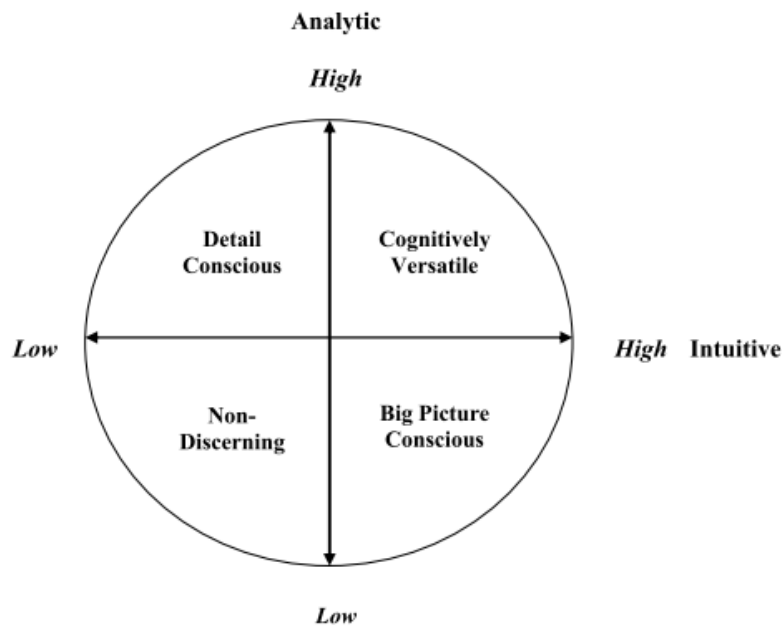 Analytic
High
Detail
Conscious
Cognitively
Versatile
Low
High Intuitive
Non-
Discerning
Big Picture
Conscious
Low